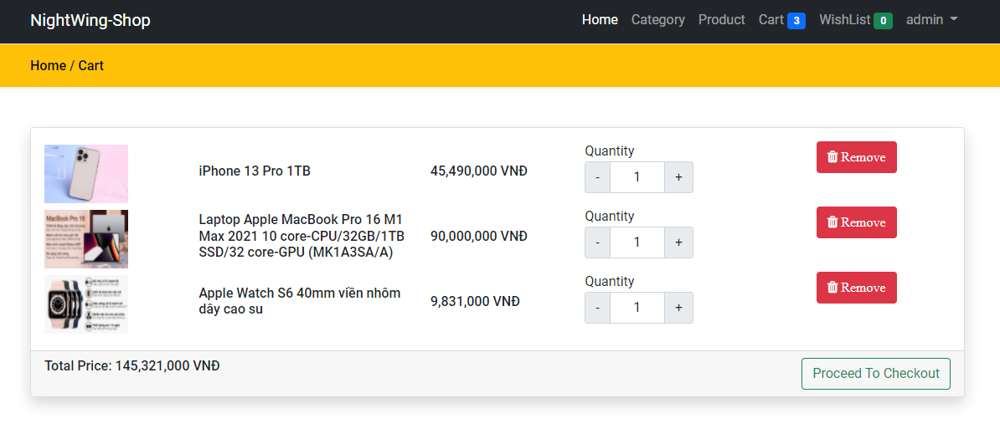 NightWing-Shop
Home Category Product Cart 3 WishList 0 admin
Home / Cart
iPhone 13 Pro 1TB
45,490,000 VNĐ
Quantity
- 1 +
Remove
MacBook Pro 16
Laptop Apple MacBook Pro 16 M1
Max 2021 10 core-CPU/32GB/1TB
SSD/32 core-GPU (MK1A3SA/A)
90,000,000 VNĐ
Quantity
- 1 +
Remove
Apple Watch S6 40mm viền nhôm
dây cao su
9,831,000 VNĐ
Quantity
- 1 +
Remove
Total Price: 145,321,000 VNĐ
Proceed To Checkout